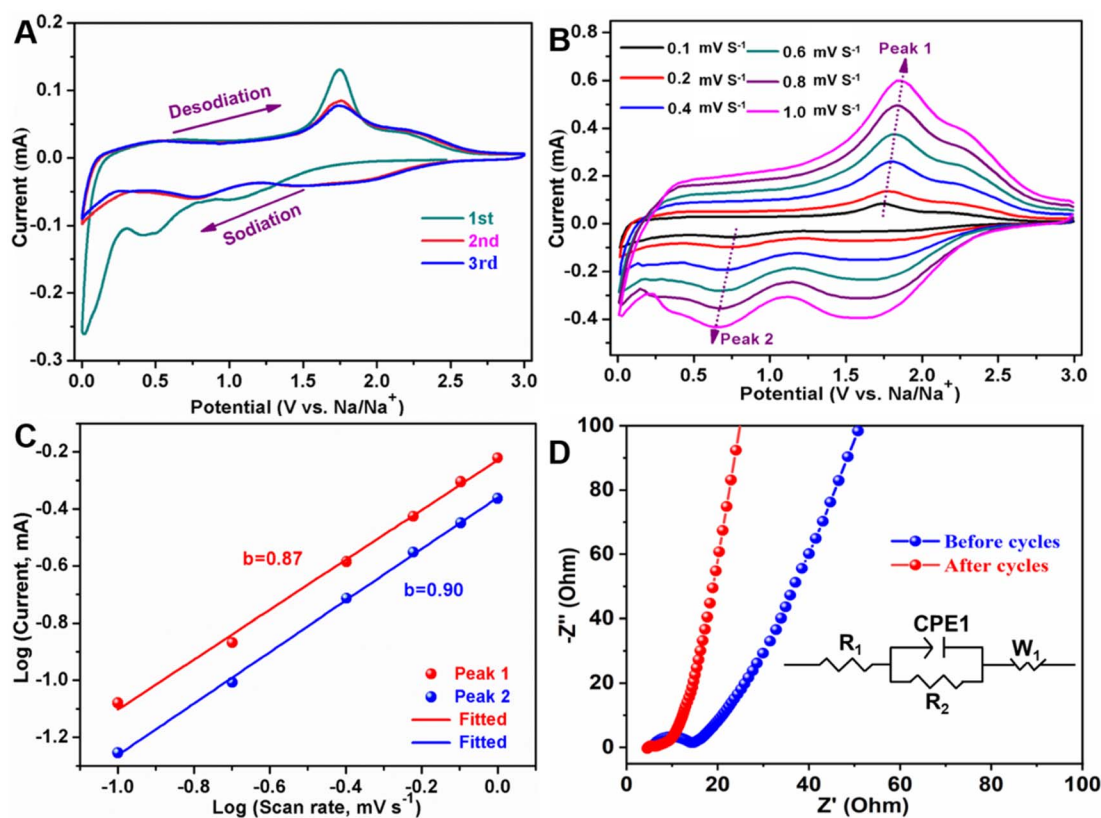 A
0.2
0.1
0.0
-0.1
-0.2
-0.3
Current (mA)
Desodiation
Sodiation
1st
2nd
3rd
0.0 0.5 1.0 1.5 2.0 2.5 3.0
Potential (V vs. Na/Na⁺)
B
0.8
0.6
0.4
0.2
0.0
-0.2
-0.4
Current (mA)
0.1 mV S⁻¹
0.2 mV S⁻¹
0.4 mV S⁻¹
0.6 mV S⁻¹
0.8 mV S⁻¹
1.0 mV S⁻¹
Peak 1
Peak 2
0.0 0.5 1.0 1.5 2.0 2.5 3.0
Potential (V vs. Na/Na⁺)
C
-0.2
-0.4
-0.6
-0.8
-1.0
-1.2
Log (Current, mA)
b=0.87
b=0.90
Peak 1
Peak 2
Fitted
Fitted
-1.0 -0.8 -0.6 -0.4 -0.2 0.0
Log (Scan rate, mV s⁻¹)
D
100
80
60
40
20
0
-Z'' (Ohm)
Before cycles
After cycles
R₁
CPE1
R₂
W₁
0 20 40 60 80 100
Z' (Ohm)